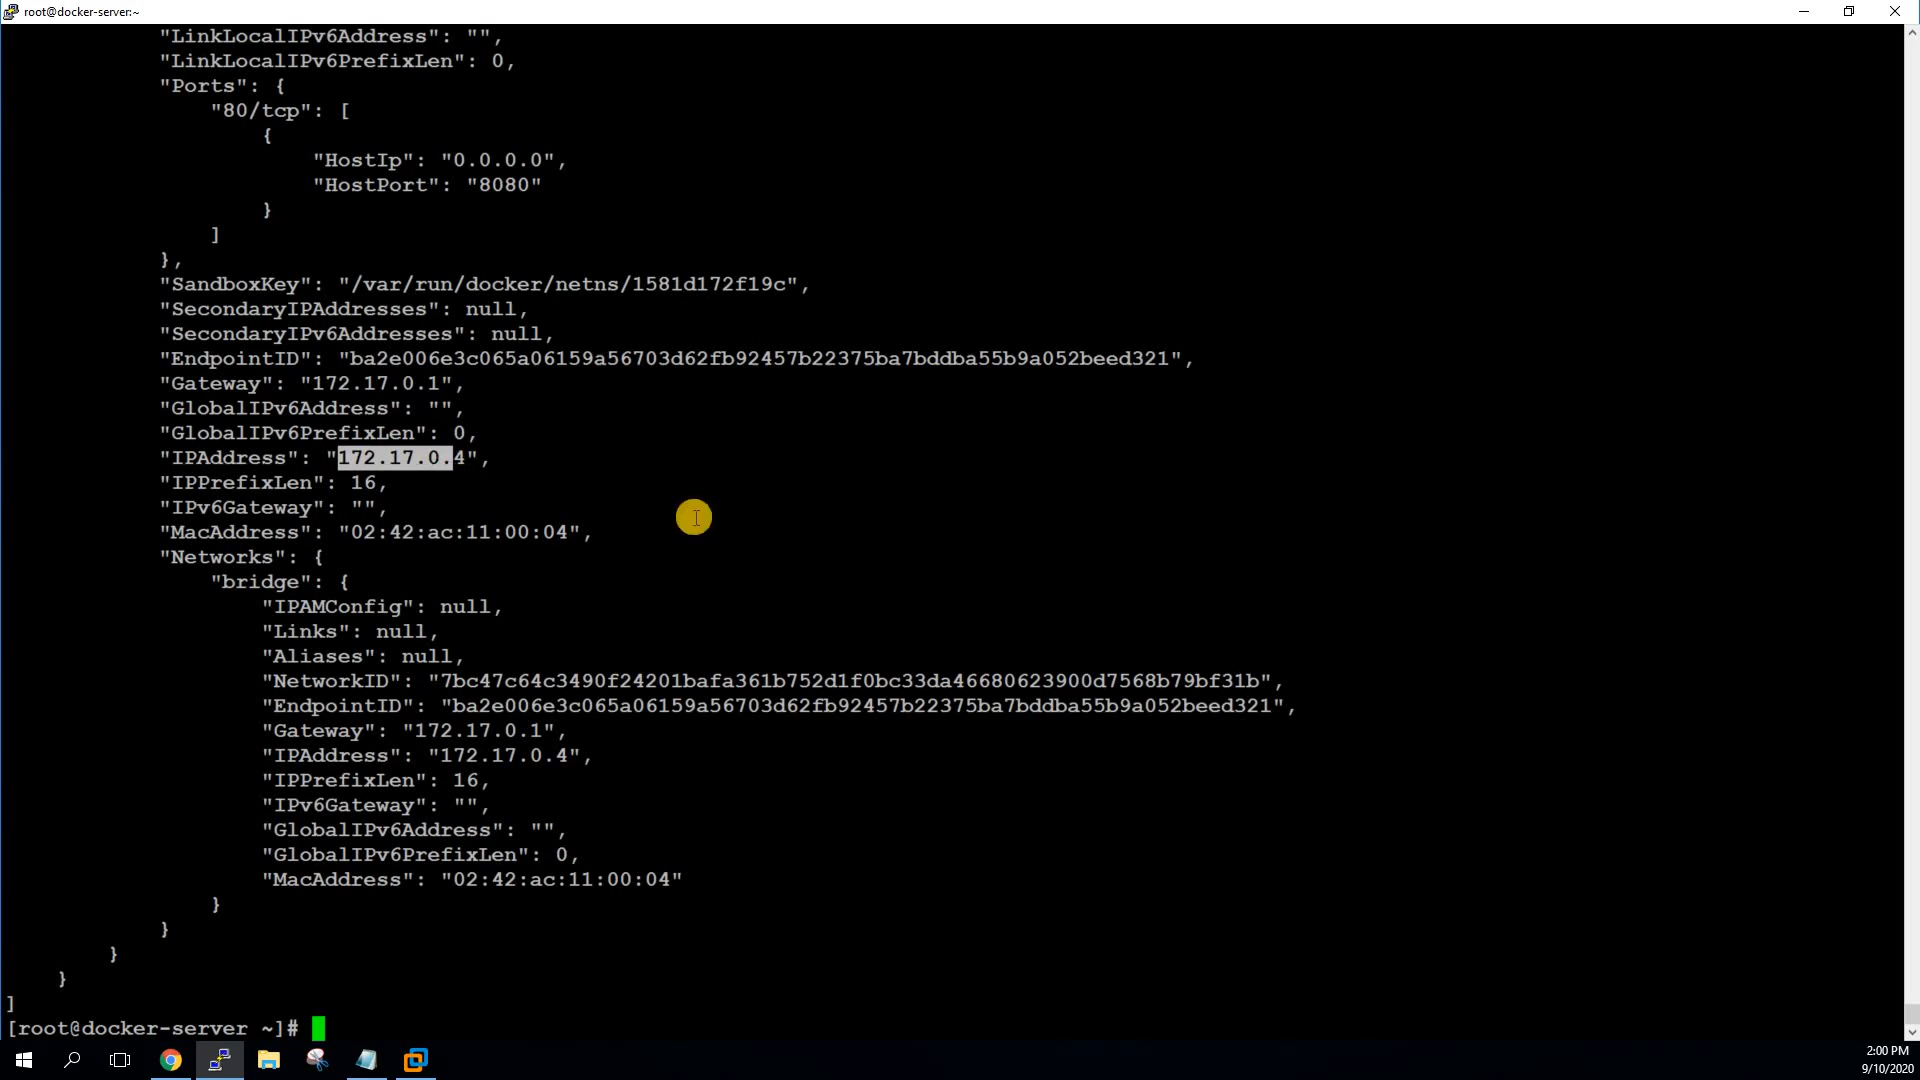 root@docker-server:~
"LinkLocalIPv6Address": "",
"LinkLocalIPv6PrefixLen": 0,
"Ports": {
"80/tcp": [
{
"HostIp": "0.0.0.0",
"HostPort": "8080"
}
]
},
"SandboxKey": "/var/run/docker/netns/1581d172f19c",
"SecondaryIPAddresses": null,
"SecondaryIPv6Addresses": null,
"EndpointID": "ba2e006e3c065a06159a56703d62fb92457b22375ba7bddba55b9a052beed321",
"Gateway": "172.17.0.1",
"GlobalIPv6Address": "",
"GlobalIPv6PrefixLen": 0,
"IPAddress": "172.17.0.4",
"IPPrefixLen": 16,
"IPv6Gateway": "",
"MacAddress": "02:42:ac:11:00:04",
"Networks": {
"bridge": {
"IPAMConfig": null,
"Links": null,
"Aliases": null,
"NetworkID": "7bc47c64c3490f24201bafa361b752d1f0bc33da46680623900d7568b79bf31b",
"EndpointID": "ba2e006e3c065a06159a56703d62fb92457b22375ba7bddba55b9a052beed321",
"Gateway": "172.17.0.1",
"IPAddress": "172.17.0.4",
"IPPrefixLen": 16,
"IPv6Gateway": "",
"GlobalIPv6Address": "",
"GlobalIPv6PrefixLen": 0,
"MacAddress": "02:42:ac:11:00:04"
}
}
}
}
]
[root@docker-server ~]#
2:00 PM
9/10/2020